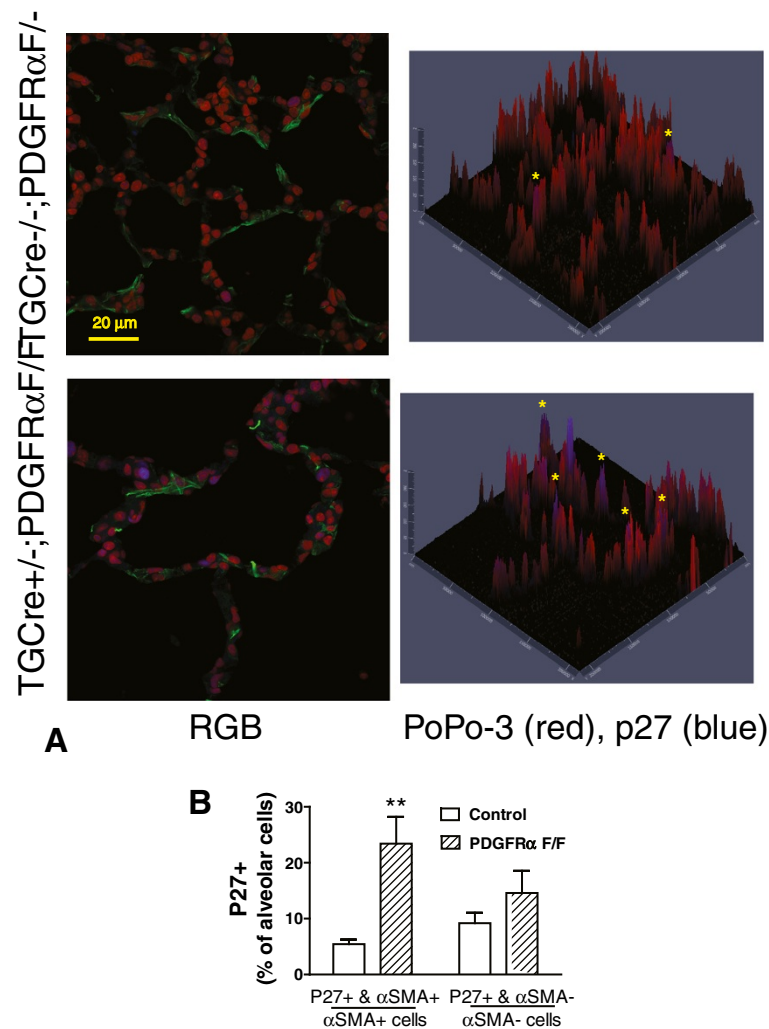 TGCre+/-;PDGFRαF/FTGCre-/-;PDGFRαF/-
20 µm
*
*
*
*
*
*
*
RGB
PoPo-3 (red), p27 (blue)
A
B
P27+
(% of alveolar cells)
30
20
10
0
**
Control
PDGFRα F/F
P27+ & αSMA+
αSMA+ cells
P27+ & αSMA-
αSMA- cells